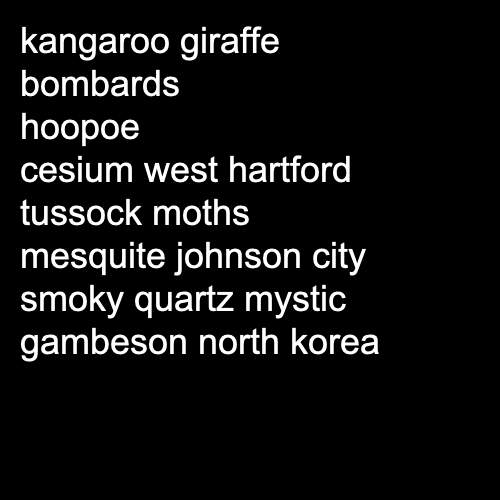 kangaroo giraffe
bombards
hoopoe
cesium west hartford
tussock moths
mesquite johnson city
smoky quartz mystic
gambeson north korea